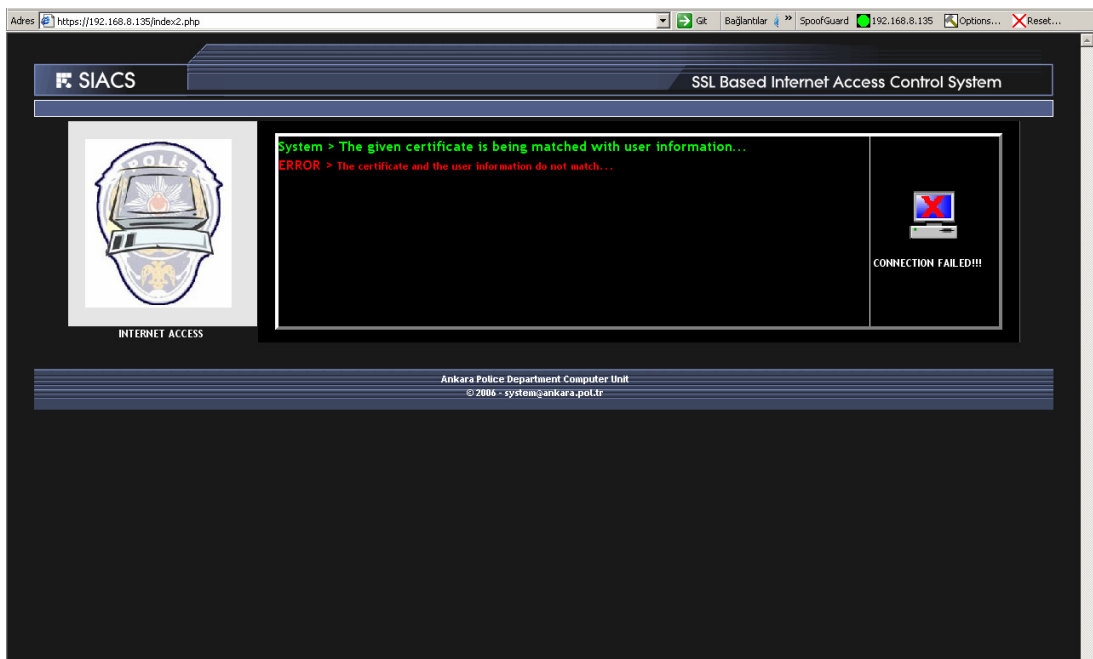 Adres https://192.168.8.135/index2.php Git Bağlantılar » SpoofGuard 192.168.8.135 Options... Reset...
SIACS
SSL Based Internet Access Control System
POLİS
System > The given certificate is being matched with user information...
ERROR > The certificate and the user information do not match...
CONNECTION FAILED!!!
INTERNET ACCESS
Ankara Police Department Computer Unit
© 2006 - system@ankara.pol.tr